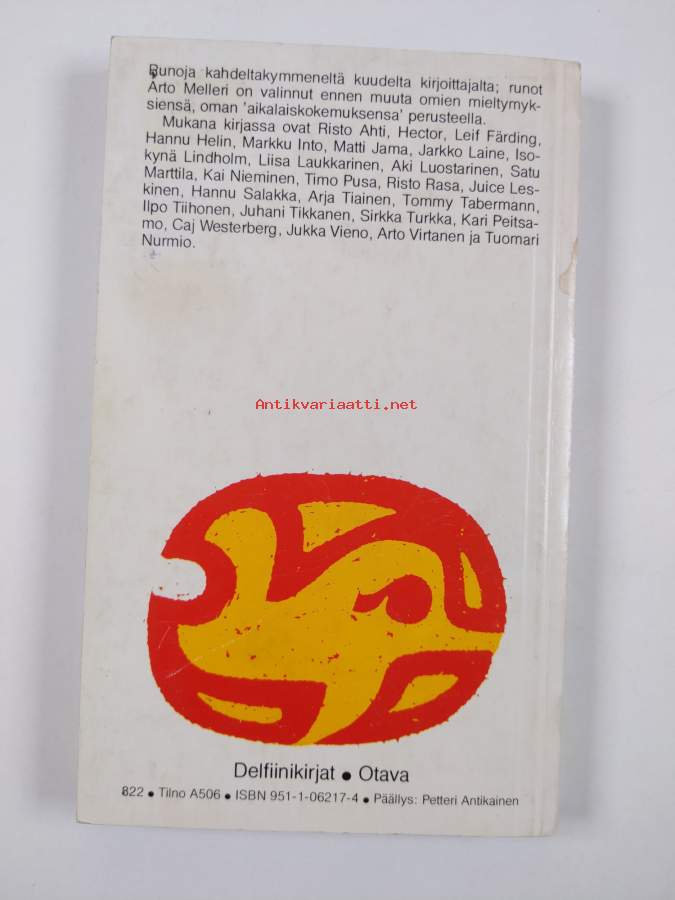 Runoja kahdeltakymmeneltä kuudelta kirjoittajalta; runot
Arto Melleri on valinnut ennen muuta omien mieltymyk-
siensä, oman 'aikalaiskokemuksensa' perusteella.
Mukana kirjassa ovat Risto Ahti, Hector, Leif Färding,
Hannu Helin, Markku Into, Matti Jama, Jarkko Laine, Iso-
kynä Lindholm, Liisa Laukkarinen, Aki Luostarinen, Satu
Marttila, Kai Nieminen, Timo Pusa, Risto Rasa, Juice Les-
kinen, Hannu Salakka, Arja Tiainen, Tommy Tabermann,
Ilpo Tiihonen, Juhani Tikkanen, Sirkka Turkka, Kari Peitsa-
mo, Caj Westerberg, Jukka Vieno, Arto Virtanen ja Tuomari
Nurmio.
Antikvariaatti.net
Delfiinikirjat • Otava
822 • Tilno A506 • ISBN 951-1-06217-4 • Päällys: Petteri Antikainen